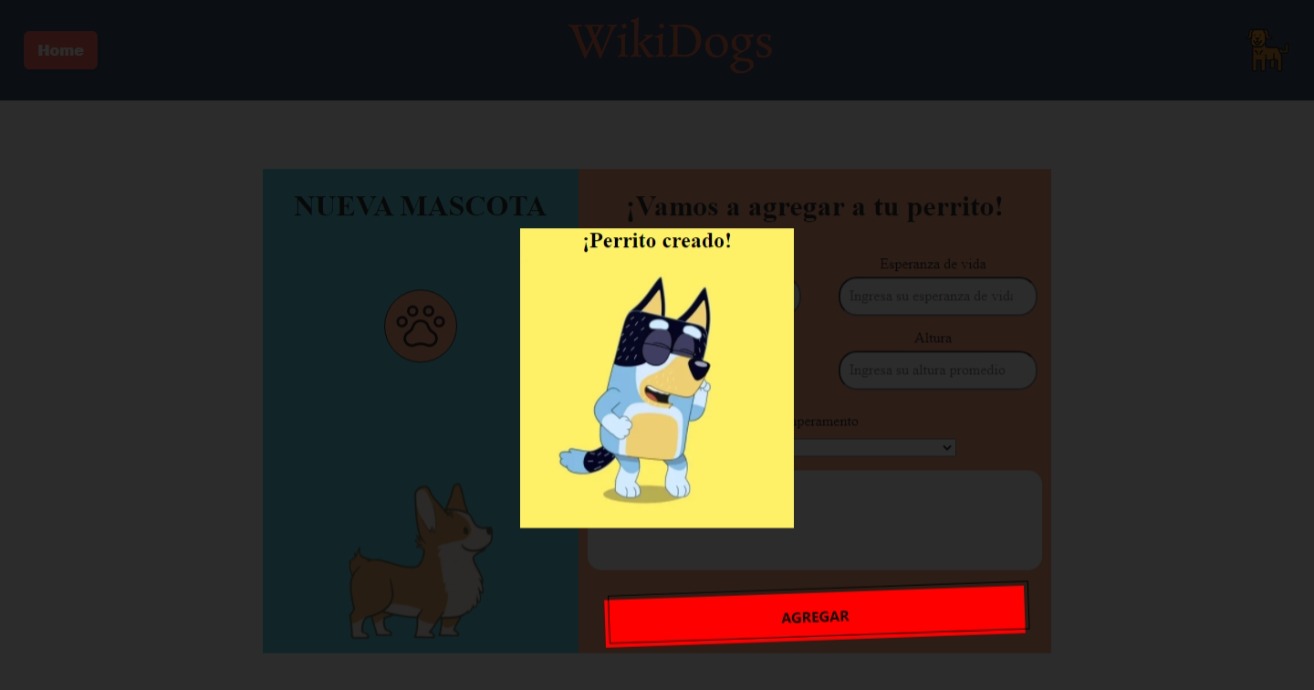 Home
WikiDogs
NUEVA MASCOTA
¡Vamos a agregar a tu perrito!
¡Perrito creado!
Esperanza de vida
Ingresa su esperanza de vid
Altura
Ingresa su altura promedio
peramento
AGREGAR